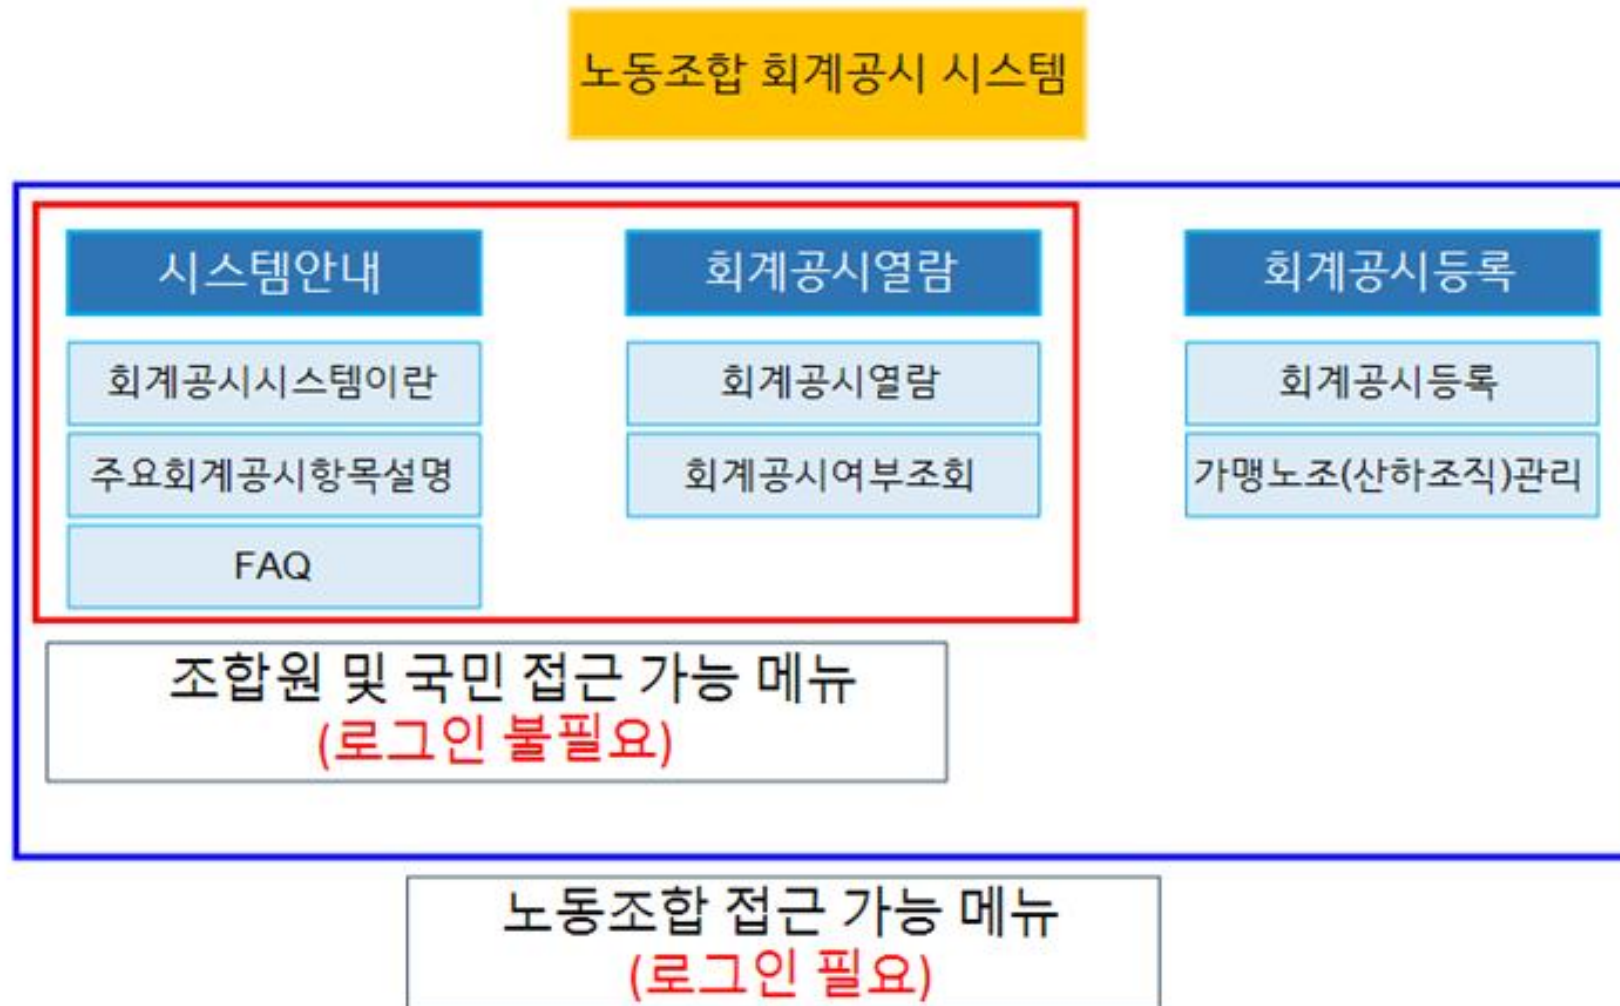 노동조합 회계공시 시스템
시스템안내
회계공시시스템이란
주요회계공시항목설명
FAQ
회계공시열람
회계공시열람
회계공시여부조회
회계공시등록
회계공시등록
가맹노조(산하조직)관리
조합원 및 국민 접근 가능 메뉴
(로그인 불필요)
노동조합 접근 가능 메뉴
(로그인 필요)